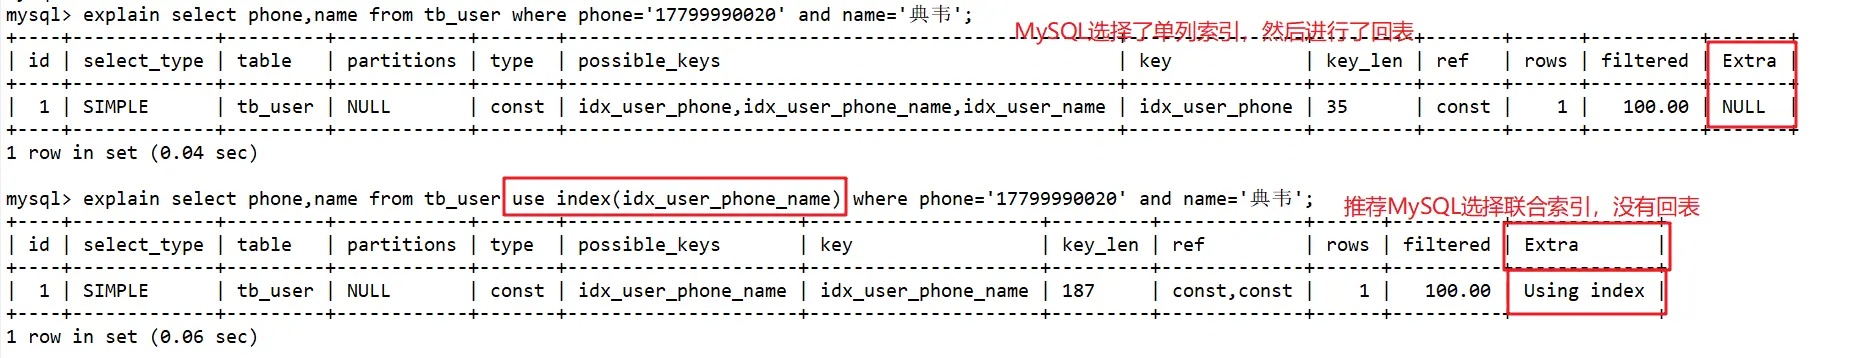 mysql> explain select phone,name from tb_user where phone='17799990020' and name='典韦';
MySQL选择了单列索引，然后进行了回表
+----+-------------+---------+------------+-------+------------------------------------------------+----------------+---------+-------+------+----------+-------+
| id | select_type | table   | partitions | type  | possible_keys                                  | key            | key_len | ref   | rows | filtered | Extra |
+----+-------------+---------+------------+-------+------------------------------------------------+----------------+---------+-------+------+----------+-------+
| 1 | SIMPLE      | tb_user | NULL       | const | idx_user_phone,idx_user_phone_name,idx_user_name | idx_user_phone | 35      | const | 1 | 100.00 | NULL |
+----+-------------+---------+------------+-------+------------------------------------------------+----------------+---------+-------+------+----------+-------+
1 row in set (0.04 sec)
mysql> explain select phone,name from tb_user use index(idx_user_phone_name) where phone='17799990020' and name='典韦';
推荐MySQL选择联合索引，没有回表
+----+-------------+---------+------------+-------+---------------------+---------------------+---------+-------------+------+----------+-------------+
| id | select_type | table   | partitions | type  | possible_keys       | key                 | key_len | ref         | rows | filtered | Extra       |
+----+-------------+---------+------------+-------+---------------------+---------------------+---------+-------------+------+----------+-------------+
| 1 | SIMPLE      | tb_user | NULL       | const | idx_user_phone_name | idx_user_phone_name | 187     | const,const | 1 | 100.00 | Using index |
+----+-------------+---------+------------+-------+---------------------+---------------------+---------+-------------+------+----------+-------------+
1 row in set (0.06 sec)